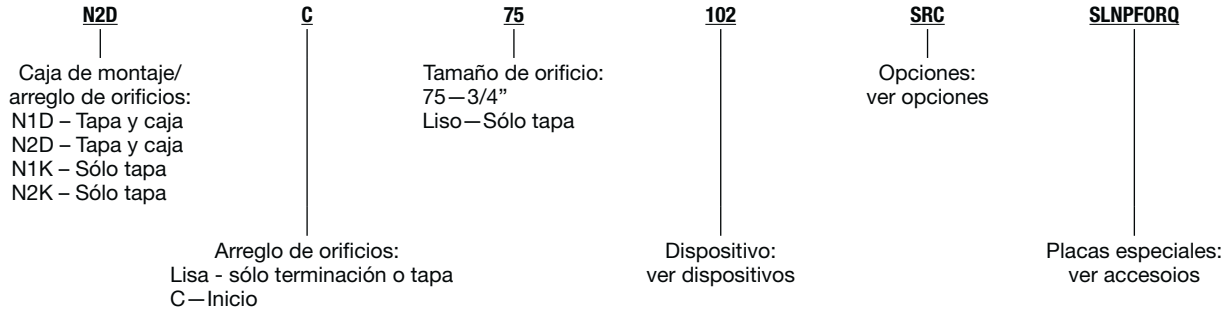 N2D C 75 102 SRC SLNPFORQ
Caja de montaje/
arreglo de orificios:
N1D – Tapa y caja
N2D – Tapa y caja
N1K – Sólo tapa
N2K – Sólo tapa
Tamaño de orificio:
75—3/4”
Liso—Sólo tapa
Opciones:
ver opciones
Arreglo de orificios:
Lisa - sólo terminación o tapa
C—Inicio
Dispositivo:
ver dispositivos
Placas especiales:
ver accesoios